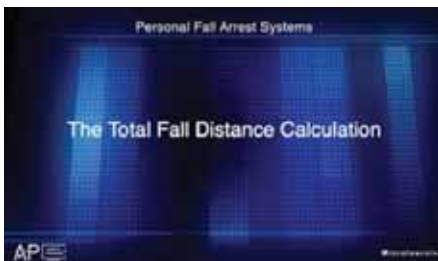 Personal Fall Arrest Systems
The Total Fall Distance Calculation
AP